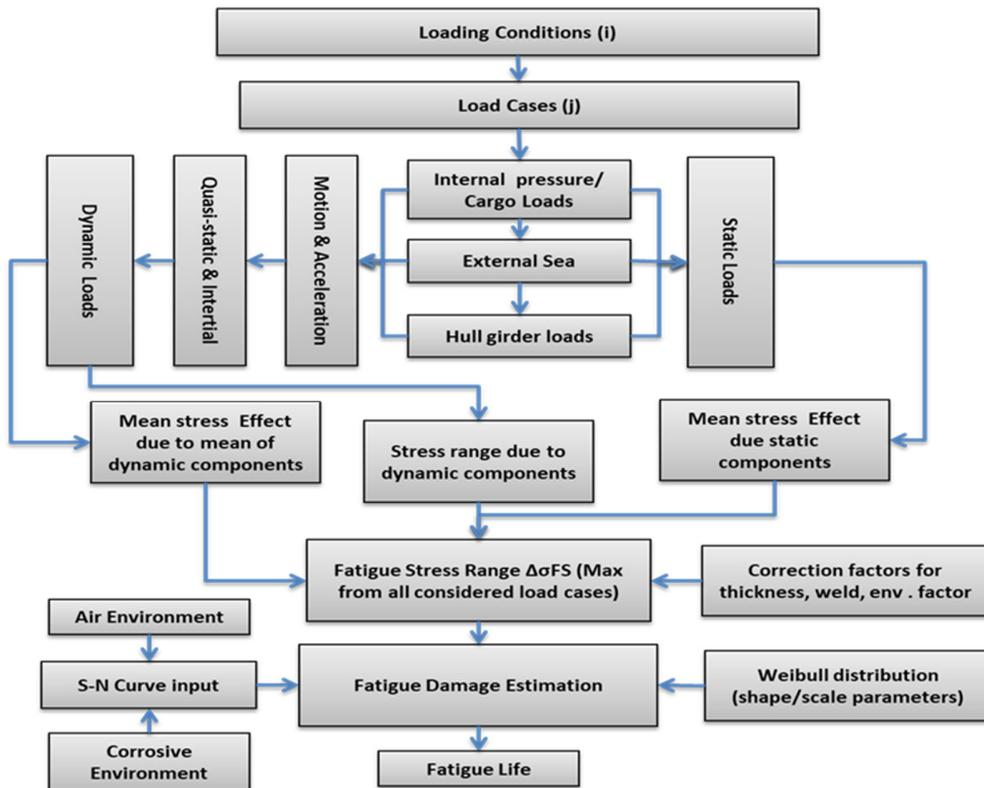 Loading Conditions (i)
Load Cases (j)
Dynamic Loads
Quasi-static & Intertial
Motion & Acceleration
Internal pressure/
Cargo Loads
External Sea
Hull girder loads
Static Loads
Mean stress Effect
due to mean of
dynamic components
Stress range due to
dynamic components
Mean stress Effect
due static
components
Fatigue Stress Range ΔσFS (Max
from all considered load cases)
Correction factors for
thickness, weld, env . factor
Air Environment
S-N Curve input
Corrosive
Environment
Fatigue Damage Estimation
Weibull distribution
(shape/scale parameters)
Fatigue Life